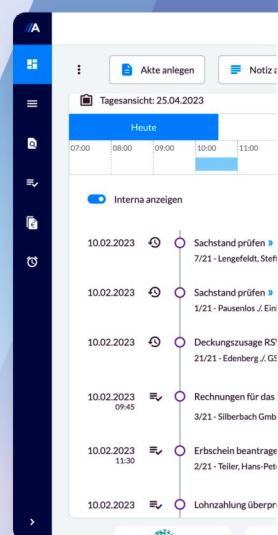 //A
Akte anlegen
Notiz a
Tagesansicht: 25.04.2023
Heute
07:00 08:00 09:00 10:00 11:00
Interna anzeigen
10.02.2023 Sachstand prüfen »
7/21 - Lengefeldt, Stef
10.02.2023 Sachstand prüfen »
1/21 - Pausenlos ./. Ein
10.02.2023 Deckungszusage RS
21/21 - Edenberg ./. GS
10.02.2023 Rechnungen für das
09:45
3/21 - Silberbach Gmb
10.02.2023 Erbschein beantrage
11:30
2/21 - Teiler, Hans-Pet
10.02.2023 Lohnzahlung überpr